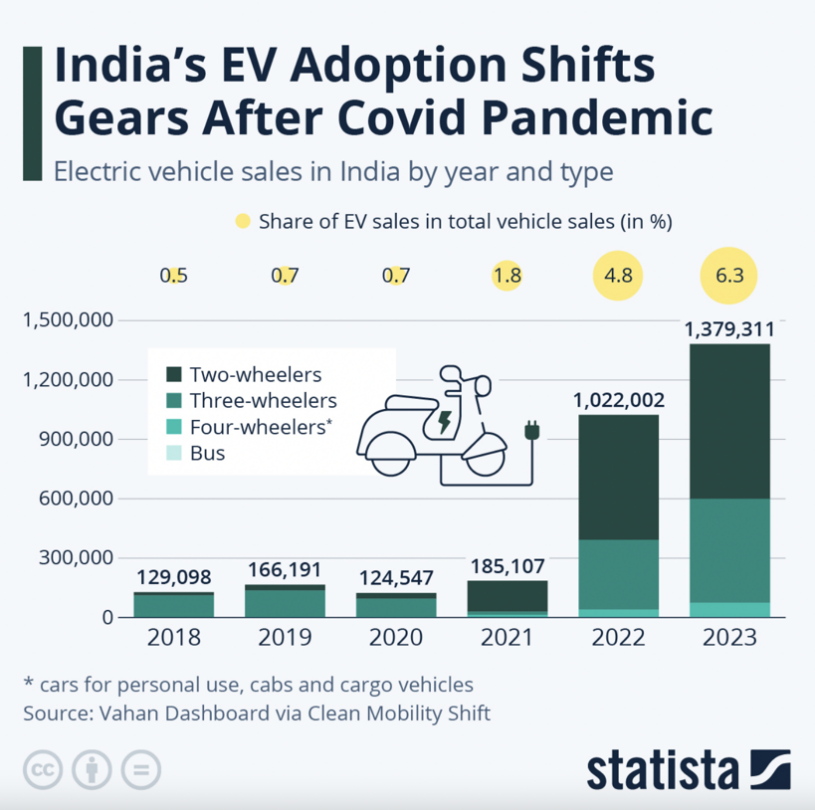 India's EV Adoption Shifts
Gears After Covid Pandemic
Electric vehicle sales in India by year and type
Share of EV sales in total vehicle sales (in %)
0.5 0.7 0.7 1.8 4.8 6.3
1,500,000
1,379,311
Two-wheelers
1,200,000
Three-wheelers
1,022,002
Four-wheelers*
900,000
Bus
600,000
300,000
129,098 166,191 124,547 185,107
0
2018 2019 2020 2021 2022 2023
* cars for personal use, cabs and cargo vehicles
Source: Vahan Dashboard via Clean Mobility Shift
cc =
statista